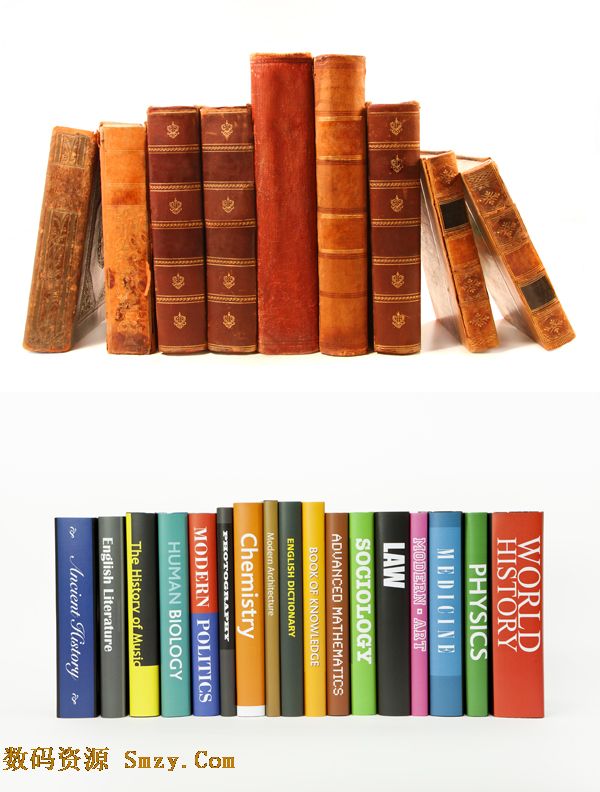 Ancient History
English Literature
The History of Music
HUMAN BIOLOGY
MODERN POLITICS
PHOTOGRAPHY
Chemistry
Modern Architecture
ENGLISH DICTIONARY
BOOK OF KNOWLEDGE
ADVANCED MATHEMATICS
SOCIOLOGY
LAW
MODERN - ART
MEDICINE
PHYSICS
WORLD
HISTORY
数码资源 Smzy.Com